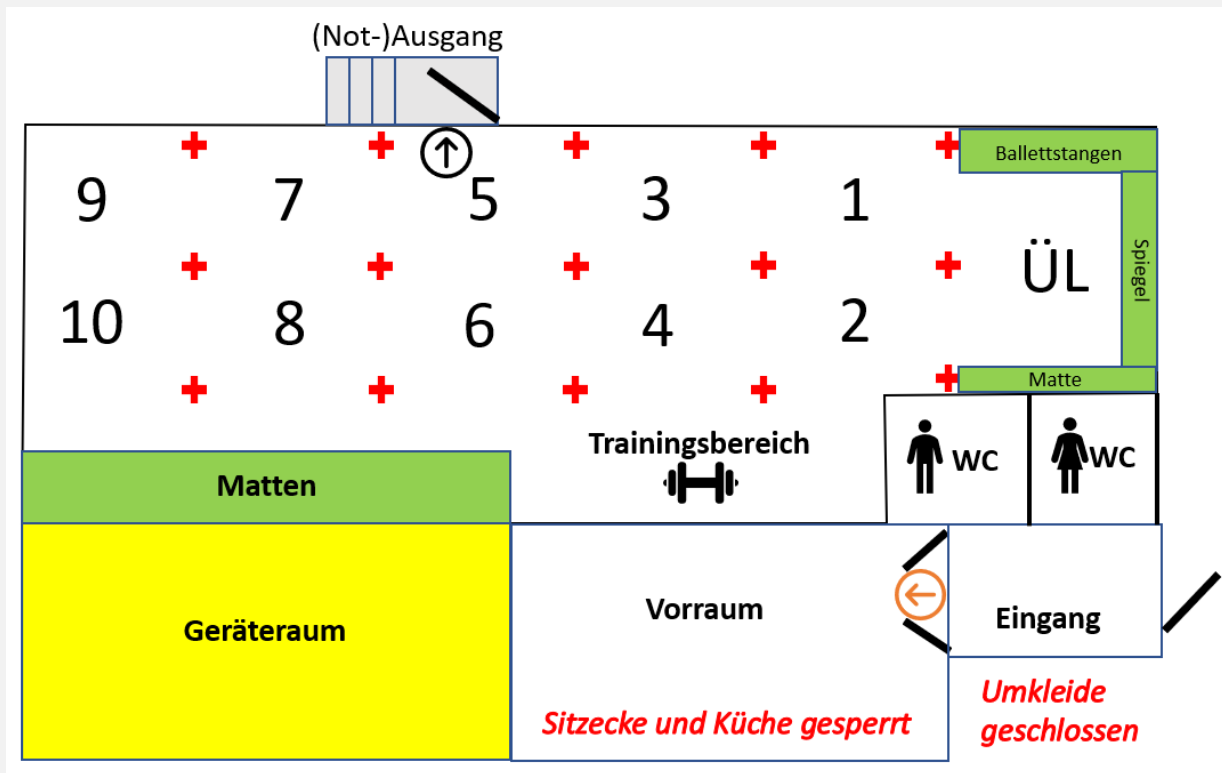 (Not-)Ausgang
Ballettstangen
9 7 5 3 1
ÜL
Spiegel
10 8 6 4 2
Matte
Trainingsbereich
WC
WC
Matten
Geräteraum
Vorraum
Eingang
Sitzecke und Küche gesperrt
Umkleide
geschlossen